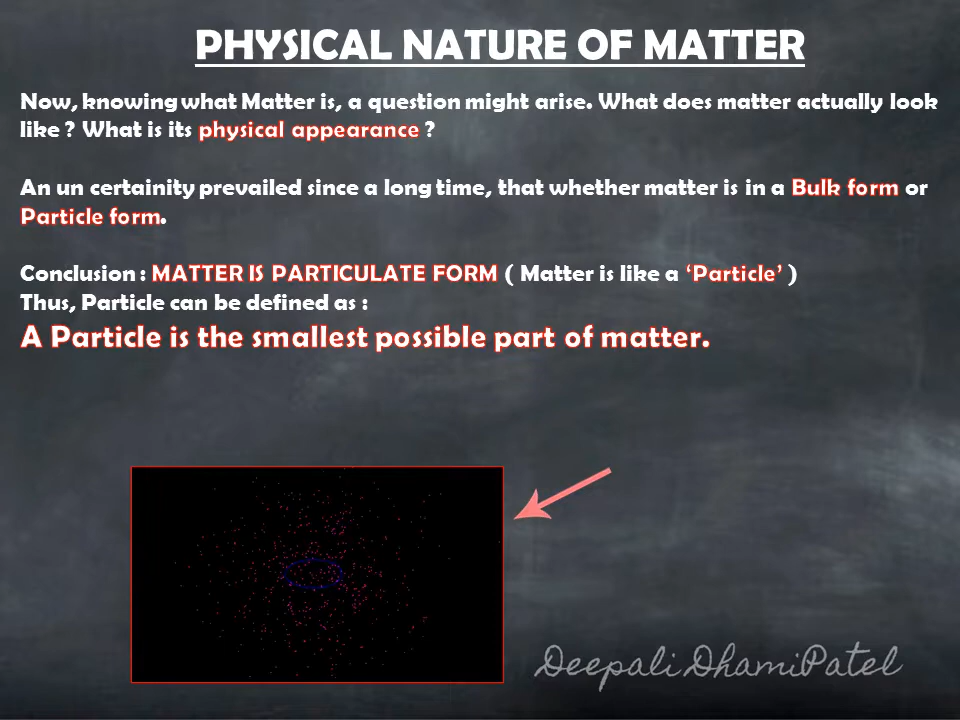 PHYSICAL NATURE OF MATTER
Now, knowing what Matter is, a question might arise. What does matter actually look
like ? What is its physical appearance ?
An un certainity prevailed since a long time, that whether matter is in a Bulk form or
Particle form.
Conclusion : MATTER IS PARTICULATE FORM ( Matter is like a ‘Particle’ )
Thus, Particle can be defined as :
A Particle is the smallest possible part of matter.
Deepali DhamiPatel